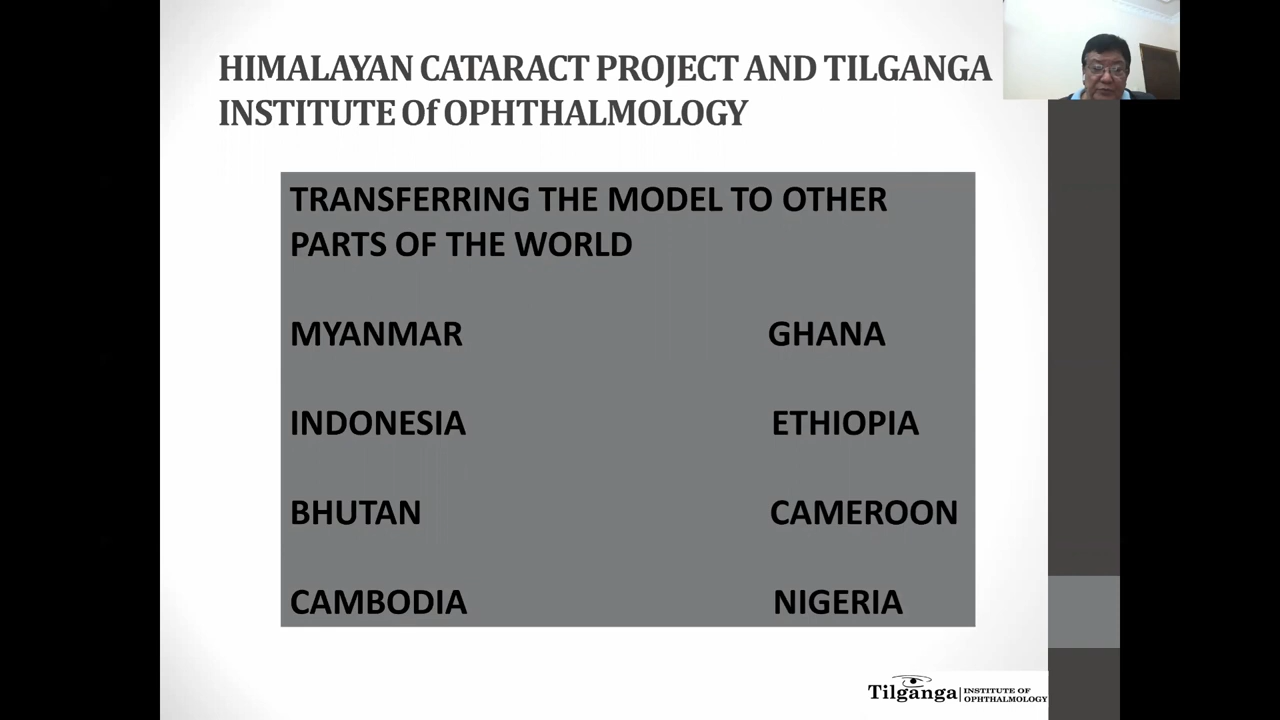 HIMALAYAN CATARACT PROJECT AND TILGANGA
INSTITUTE Of OPHTHALMOLOGY
TRANSFERRING THE MODEL TO OTHER
PARTS OF THE WORLD
MYANMAR GHANA
INDONESIA ETHIOPIA
BHUTAN CAMEROON
CAMBODIA NIGERIA
Tilganga INSTITUTE OF
OPHTHALMOLOGY